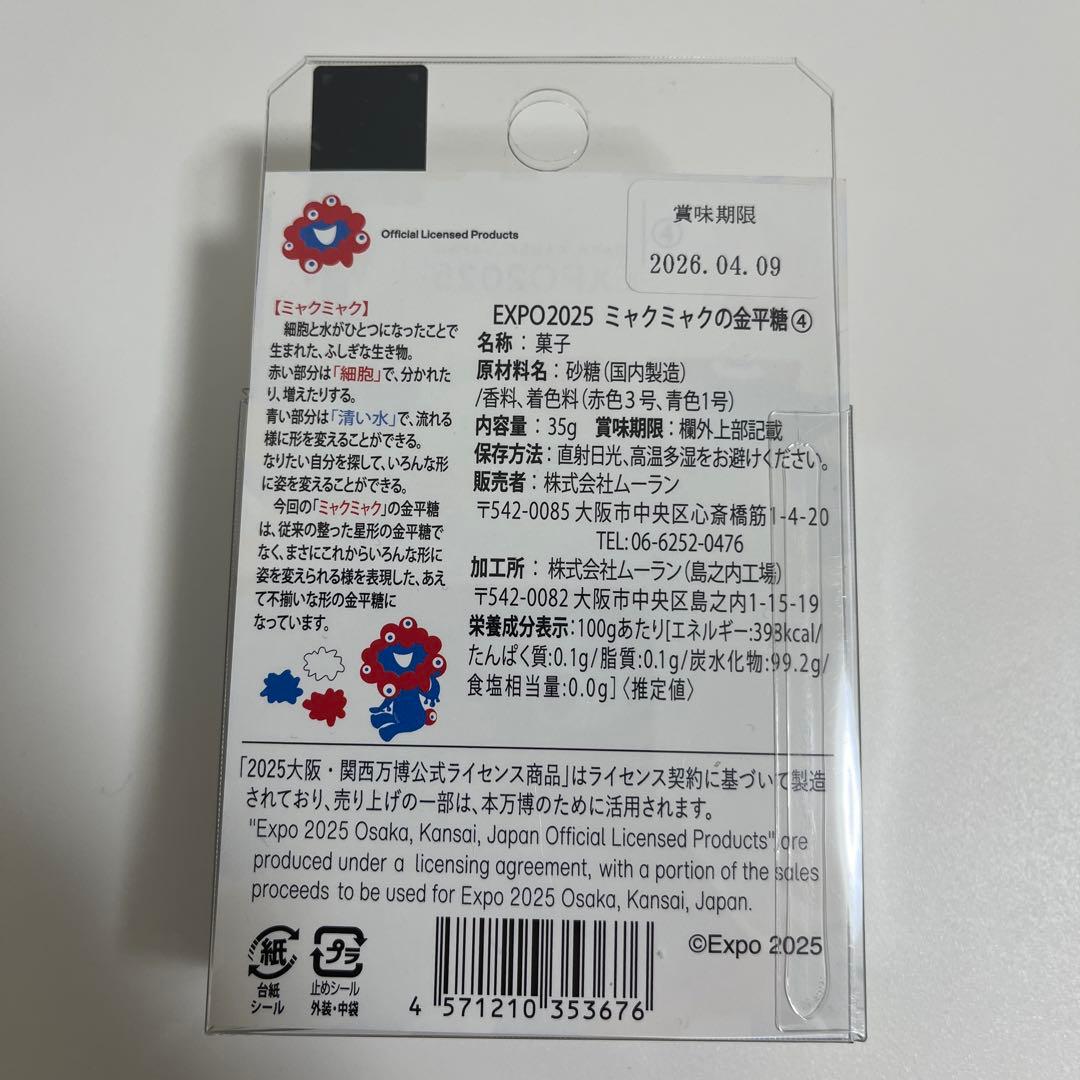 Official Licensed Products
賞味期限
2026.04.09
【ミャクミャク】
細胞と水がひとつになったことで
生まれた、ふしぎな生き物。
赤い部分は「細胞」で、分かれた
り、増えたりする。
青い部分は「清い水」で、流れる
様に形を変えることができる。
なりたい自分を探して、いろんな形
に姿を変えることができる。
今回の「ミャクミャク」の金平糖
は、従来の整った星形の金平糖で
なく、まさにこれからいろんな形に
姿を変えられる様を表現した、あえ
て不揃いな形の金平糖に
なっています。
EXPO2025 ミャクミャクの金平糖④
名称：菓子
原材料名：砂糖（国内製造）
/香料、着色料（赤色3号、青色1号）
内容量：35g 賞味期限：欄外上部記載
保存方法：直射日光、高温多湿をお避けください。
販売者：株式会社ムーラン
〒542-0085 大阪市中央区心斎橋筋1-4-20
TEL:06-6252-0476
加工所：株式会社ムーラン（島之内工場）
〒542-0082 大阪市中央区島之内1-15-19
栄養成分表示：100gあたり[エネルギー:398kcal/
たんぱく質:0.1g/脂質:0.1g/炭水化物:99.2g/
食塩相当量:0.0g]〈推定値〉
「2025大阪・関西万博公式ライセンス商品」はライセンス契約に基づいて製造
されており、売り上げの一部は、本万博のために活用されます。
"Expo 2025 Osaka, Kansai, Japan Official Licensed Products" are
produced under a licensing agreement, with a portion of the sales
proceeds to be used for Expo 2025 Osaka, Kansai, Japan.
©Expo 2025
紙
台紙
シール
プラ
止めシール
外装・中袋
4 571210 353676